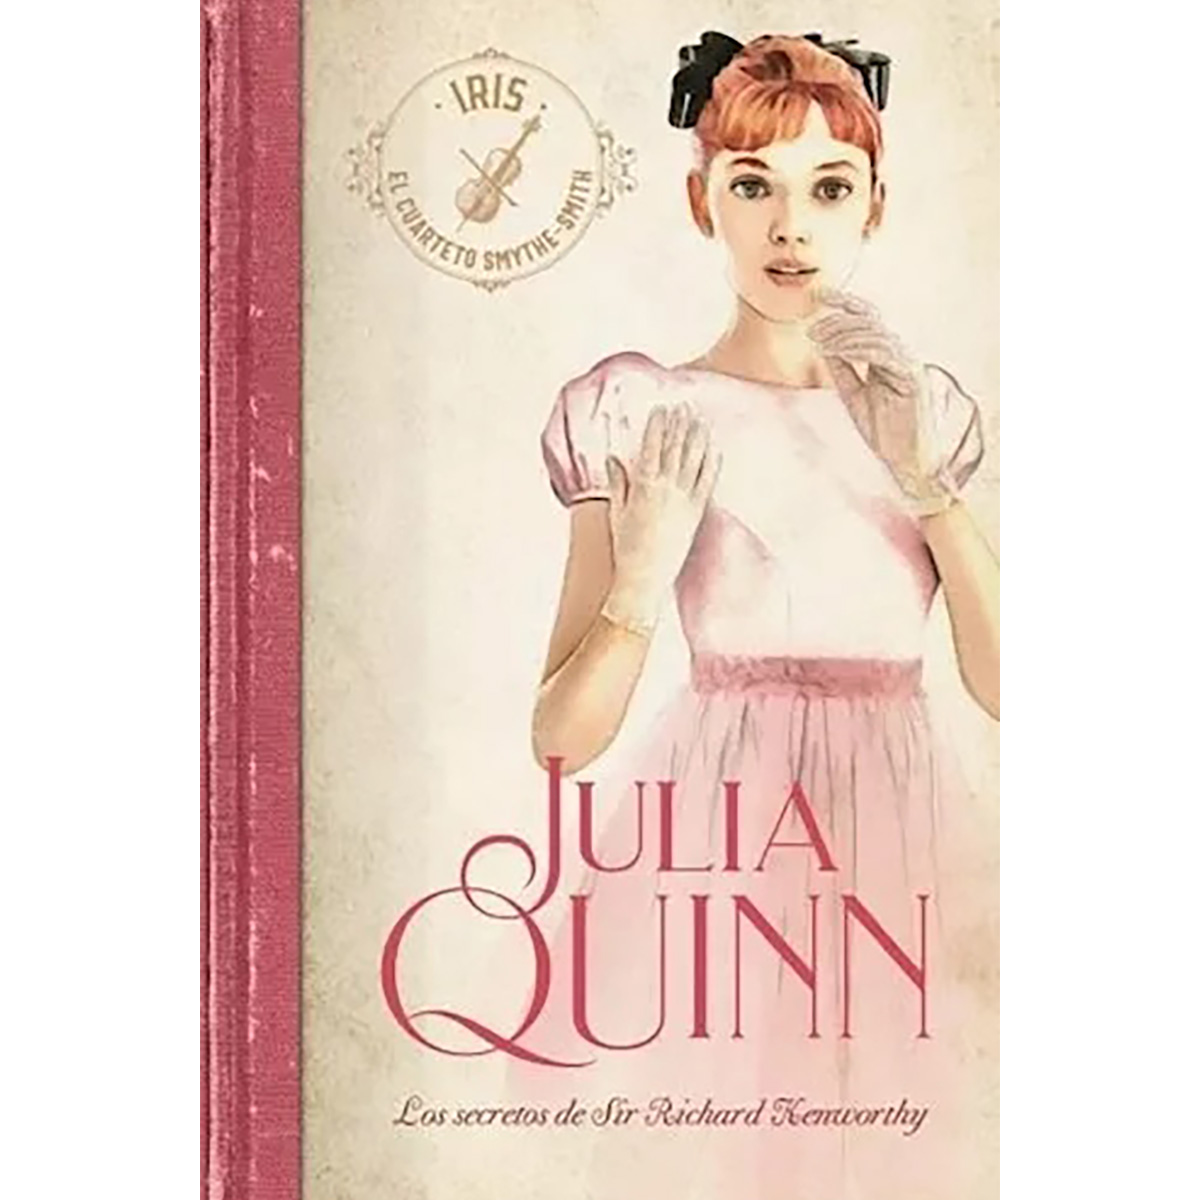 · IRIS ·
EL CUARTETO SMYTHE-SMITH
JULIA
QUINN
Los secretos de Sir Richard Kenworthy